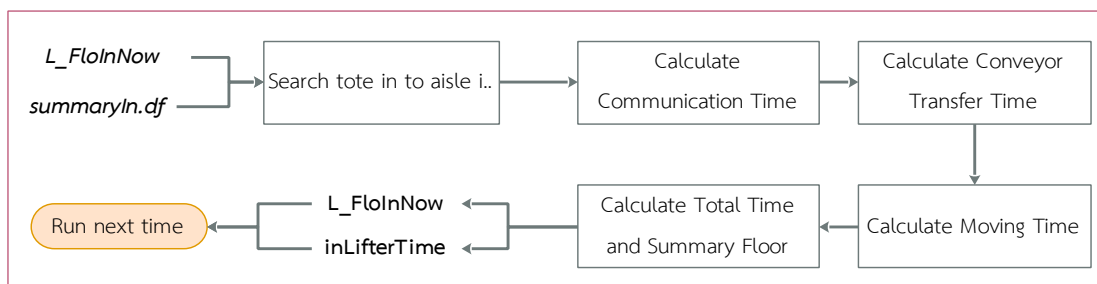 L_FloInNow
summaryIn.df
Search tote in to aisle i..
Calculate
Communication Time
Calculate Conveyor
Transfer Time
Calculate Moving Time
Calculate Total Time
and Summary Floor
L_FloInNow
inLifterTime
Run next time